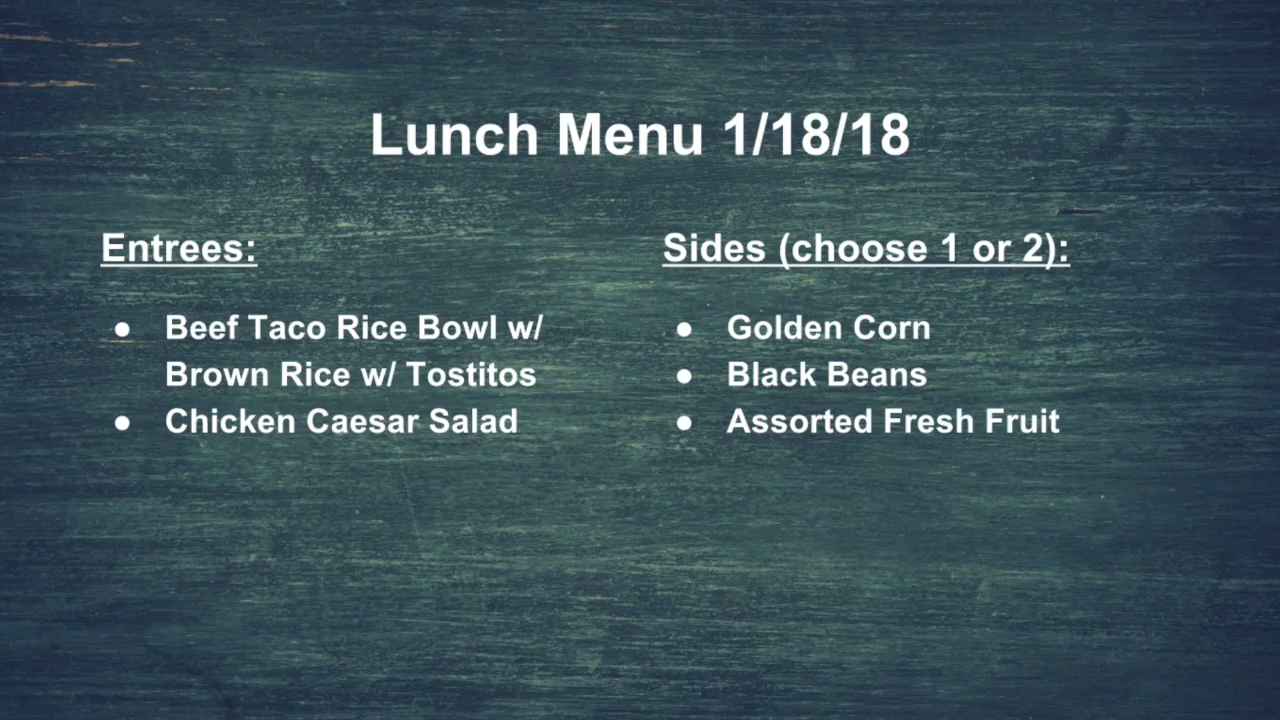 Lunch Menu 1/18/18
Entrees:
● Beef Taco Rice Bowl w/
Brown Rice w/ Tostitos
● Chicken Caesar Salad
Sides (choose 1 or 2):
● Golden Corn
● Black Beans
● Assorted Fresh Fruit